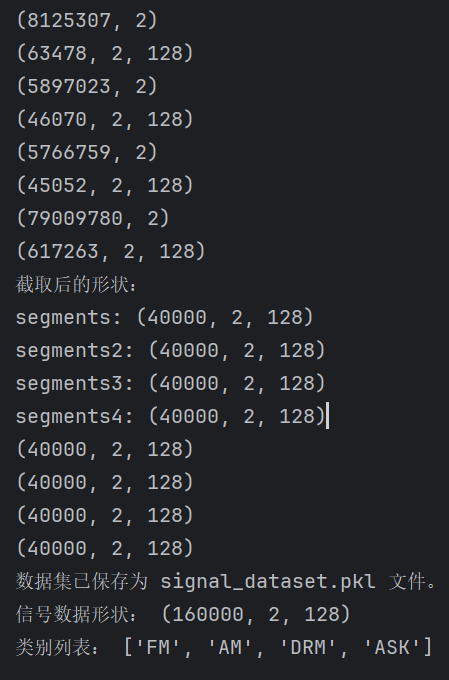 (8125307, 2)
(63478, 2, 128)
(5897023, 2)
(46070, 2, 128)
(5766759, 2)
(45052, 2, 128)
(79009780, 2)
(617263, 2, 128)
截取后的形状：
segments: (40000, 2, 128)
segments2: (40000, 2, 128)
segments3: (40000, 2, 128)
segments4: (40000, 2, 128)
(40000, 2, 128)
(40000, 2, 128)
(40000, 2, 128)
(40000, 2, 128)
数据集已保存为 signal_dataset.pkl 文件。
信号数据形状： (160000, 2, 128)
类别列表： ['FM', 'AM', 'DRM', 'ASK']